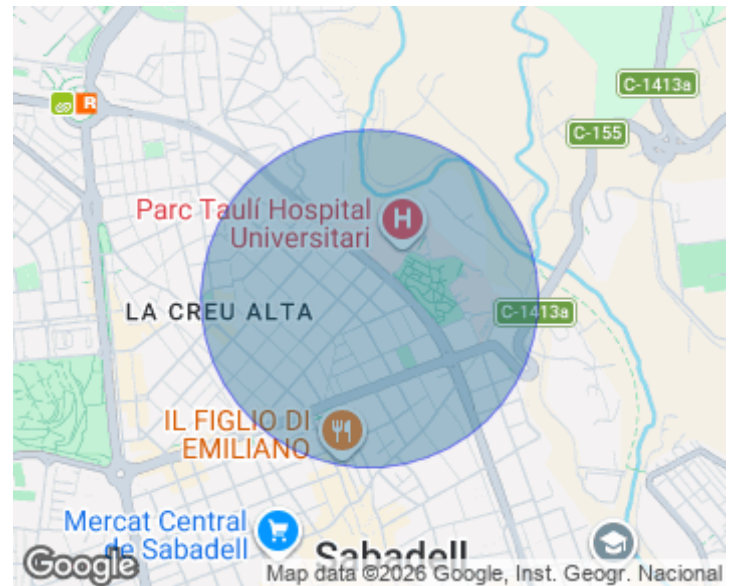 C-1413a
R
C-155
Parc Taulí Hospital
Universitari
H
LA CREU ALTA
C-1413a
IL FIGLIO DI
EMILIANO
Mercat Central
de Sabadell
Sabadell
Google
Map data ©2026 Google, Inst. Geogr. Nacional